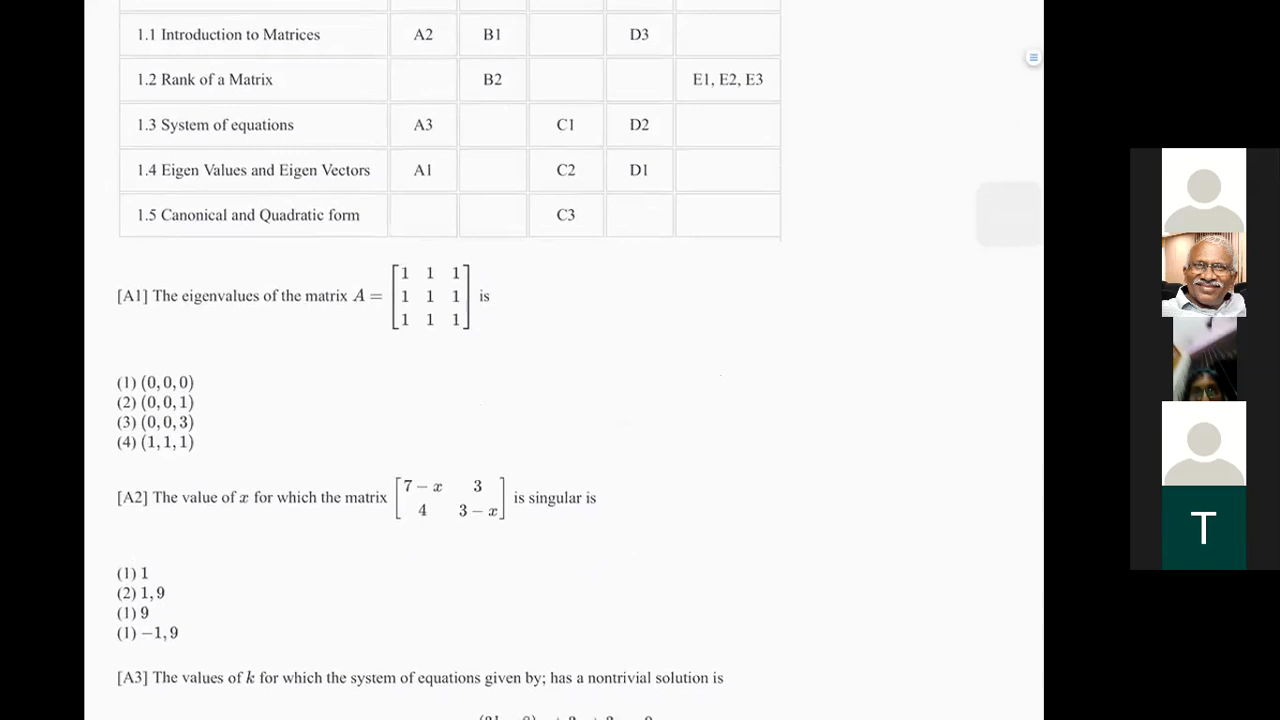 1.1 Introduction to Matrices A2 B1 D3
1.2 Rank of a Matrix B2 E1, E2, E3
1.3 System of equations A3 C1 D2
1.4 Eigen Values and Eigen Vectors A1 C2 D1
1.5 Canonical and Quadratic form C3
1 1 1
[A1] The eigenvalues of the matrix A = 1 1 1 is
1 1 1
(1) (0, 0, 0)
(2) (0, 0, 1)
(3) (0, 0, 3)
(4) (1, 1, 1)
7 − x 3
[A2] The value of x for which the matrix is singular is
4 3 − x
(1) 1
(2) 1, 9
(1) 9
(1) −1, 9
[A3] The values of k for which the system of equations given by; has a nontrivial solution is
T